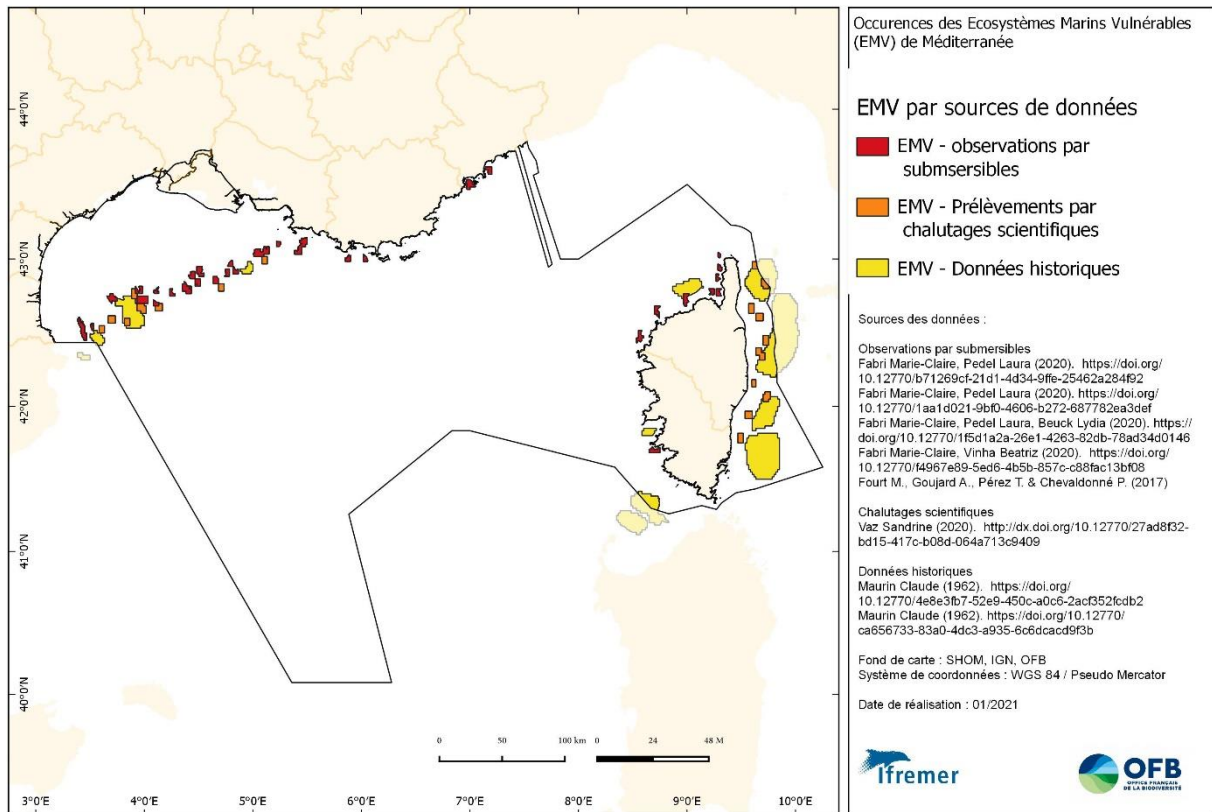 Occurences des Ecosystèmes Marins Vulnérables
(EMV) de Méditerranée
EMV par sources de données
EMV - observations par
submsersibles
EMV - Prélèvements par
chalutages scientifiques
EMV - Données historiques
Sources des données :
Observations par submersibles
Fabri Marie-Claire, Pedel Laura (2020). https://doi.org/
10.12770/b71269cf-21d1-4d34-9ffe-25462a284f92
Fabri Marie-Claire, Pedel Laura (2020). https://doi.org/
10.12770/1aa1d021-9bf0-4606-b272-687782ea3def
Fabri Marie-Claire, Pedel Laura, Beuck Lydia (2020). https://
doi.org/10.12770/1f5d1a2a-26e1-4263-82db-78ad34d0146
Fabri Marie-Claire, Vinha Beatriz (2020). https://doi.org/
10.12770/f4967e89-5ed6-4b5b-857c-c88fac13bf08
Fourt M., Goujard A., Pérez T. & Chevaldonné P. (2017)
Chalutages scientifiques
Vaz Sandrine (2020). http://dx.doi.org/10.12770/27ad8f32-
bd15-417c-b08d-064a713c9409
Données historiques
Maurin Claude (1962). https://doi.org/
10.12770/4e8e3fb7-52e9-450c-a0c6-2acf352fcdb2
Maurin Claude (1962). https://doi.org/10.12770/
ca656733-83a0-4dc3-a935-6c6dcacd9f3b
Fond de carte : SHOM, IGN, OFB
Système de coordonnées : WGS 84 / Pseudo Mercator
Date de réalisation : 01/2021
Ifremer
OFB
OFFICE FRANÇAIS
DE LA BIODIVERSITÉ
44°0'N
43°0'N
42°0'N
41°0'N
40°0'N
0 50 100 km
0 24 48 M
3°0'E 4°0'E 5°0'E 6°0'E 7°0'E 8°0'E 9°0'E 10°0'E